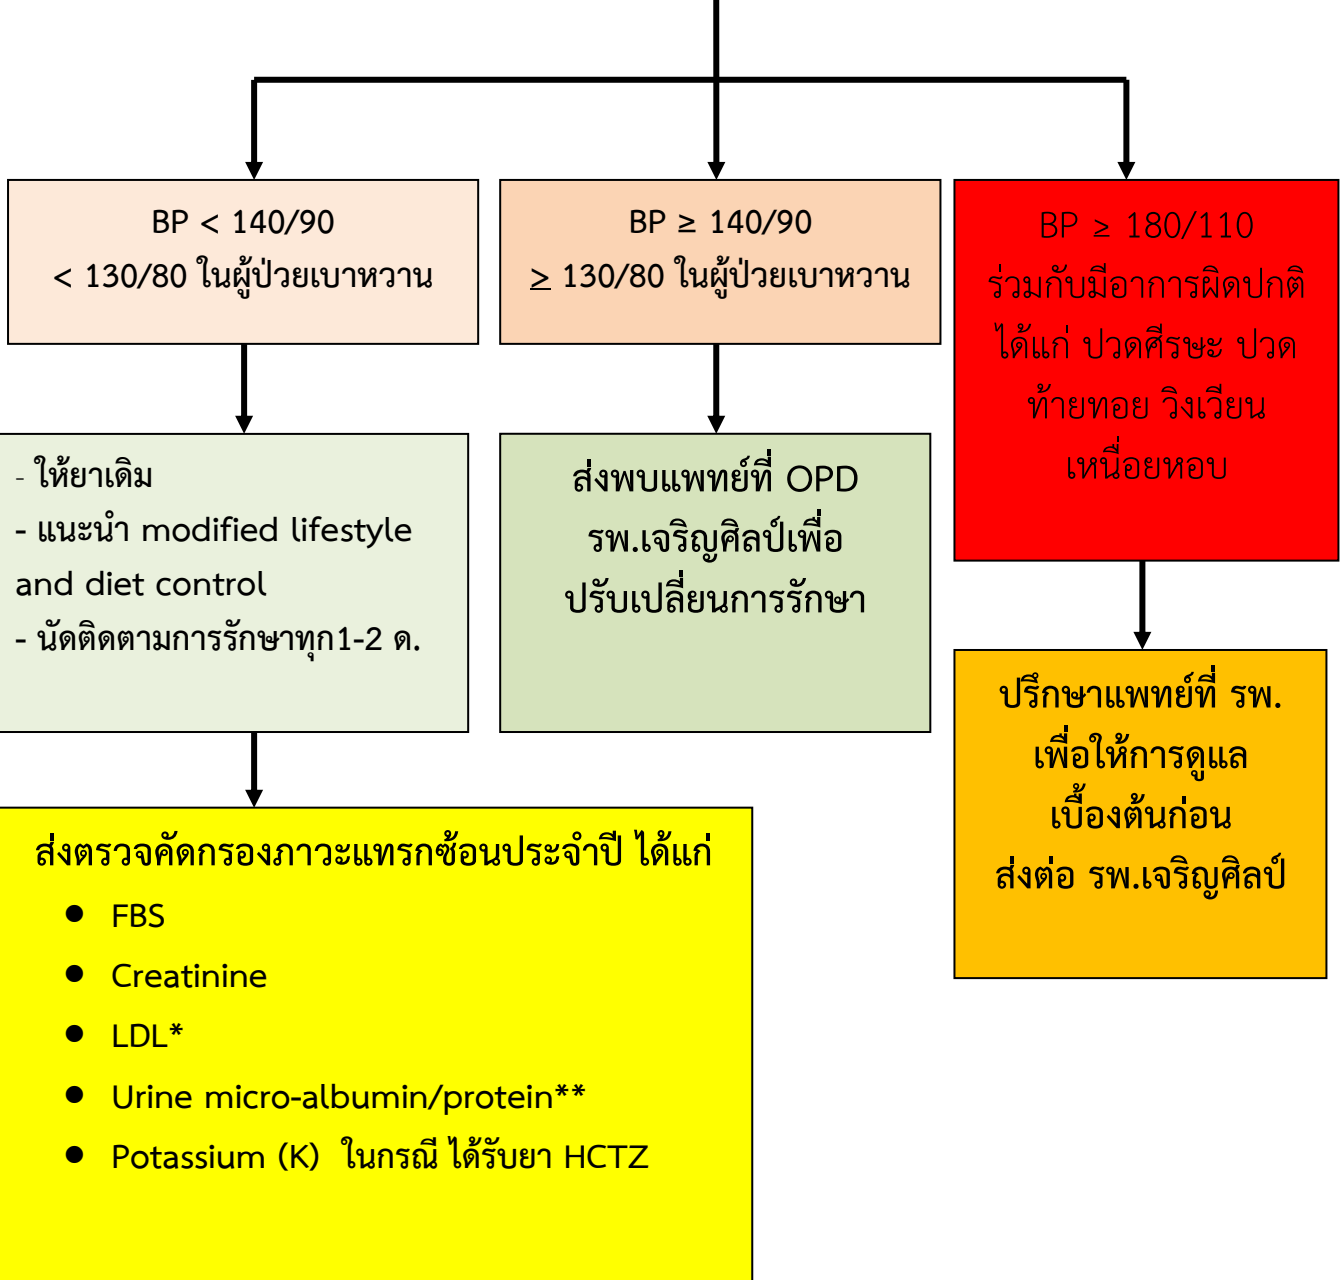 BP < 140/90
< 130/80 ในผู้ป่วยเบาหวาน
BP ≥ 140/90
≥ 130/80 ในผู้ป่วยเบาหวาน
BP ≥ 180/110
ร่วมกับมีอาการผิดปกติ
ได้แก่ ปวดศีรษะ ปวด
ท้ายทอย วิงเวียน
เหนื่อยหอบ
- ให้ยาเดิม
- แนะนำ modified lifestyle
and diet control
- นัดติดตามการรักษาทุก1-2 ด.
ส่งพบแพทย์ที่ OPD
รพ.เจริญศิลป์เพื่อ
ปรับเปลี่ยนการรักษา
ปรึกษาแพทย์ที่ รพ.
เพื่อให้การดูแล
เบื้องต้นก่อน
ส่งต่อ รพ.เจริญศิลป์
ส่งตรวจคัดกรองภาวะแทรกซ้อนประจำปี ได้แก่
● FBS
● Creatinine
● LDL*
● Urine micro-albumin/protein**
● Potassium (K) ในกรณี ได้รับยา HCTZ